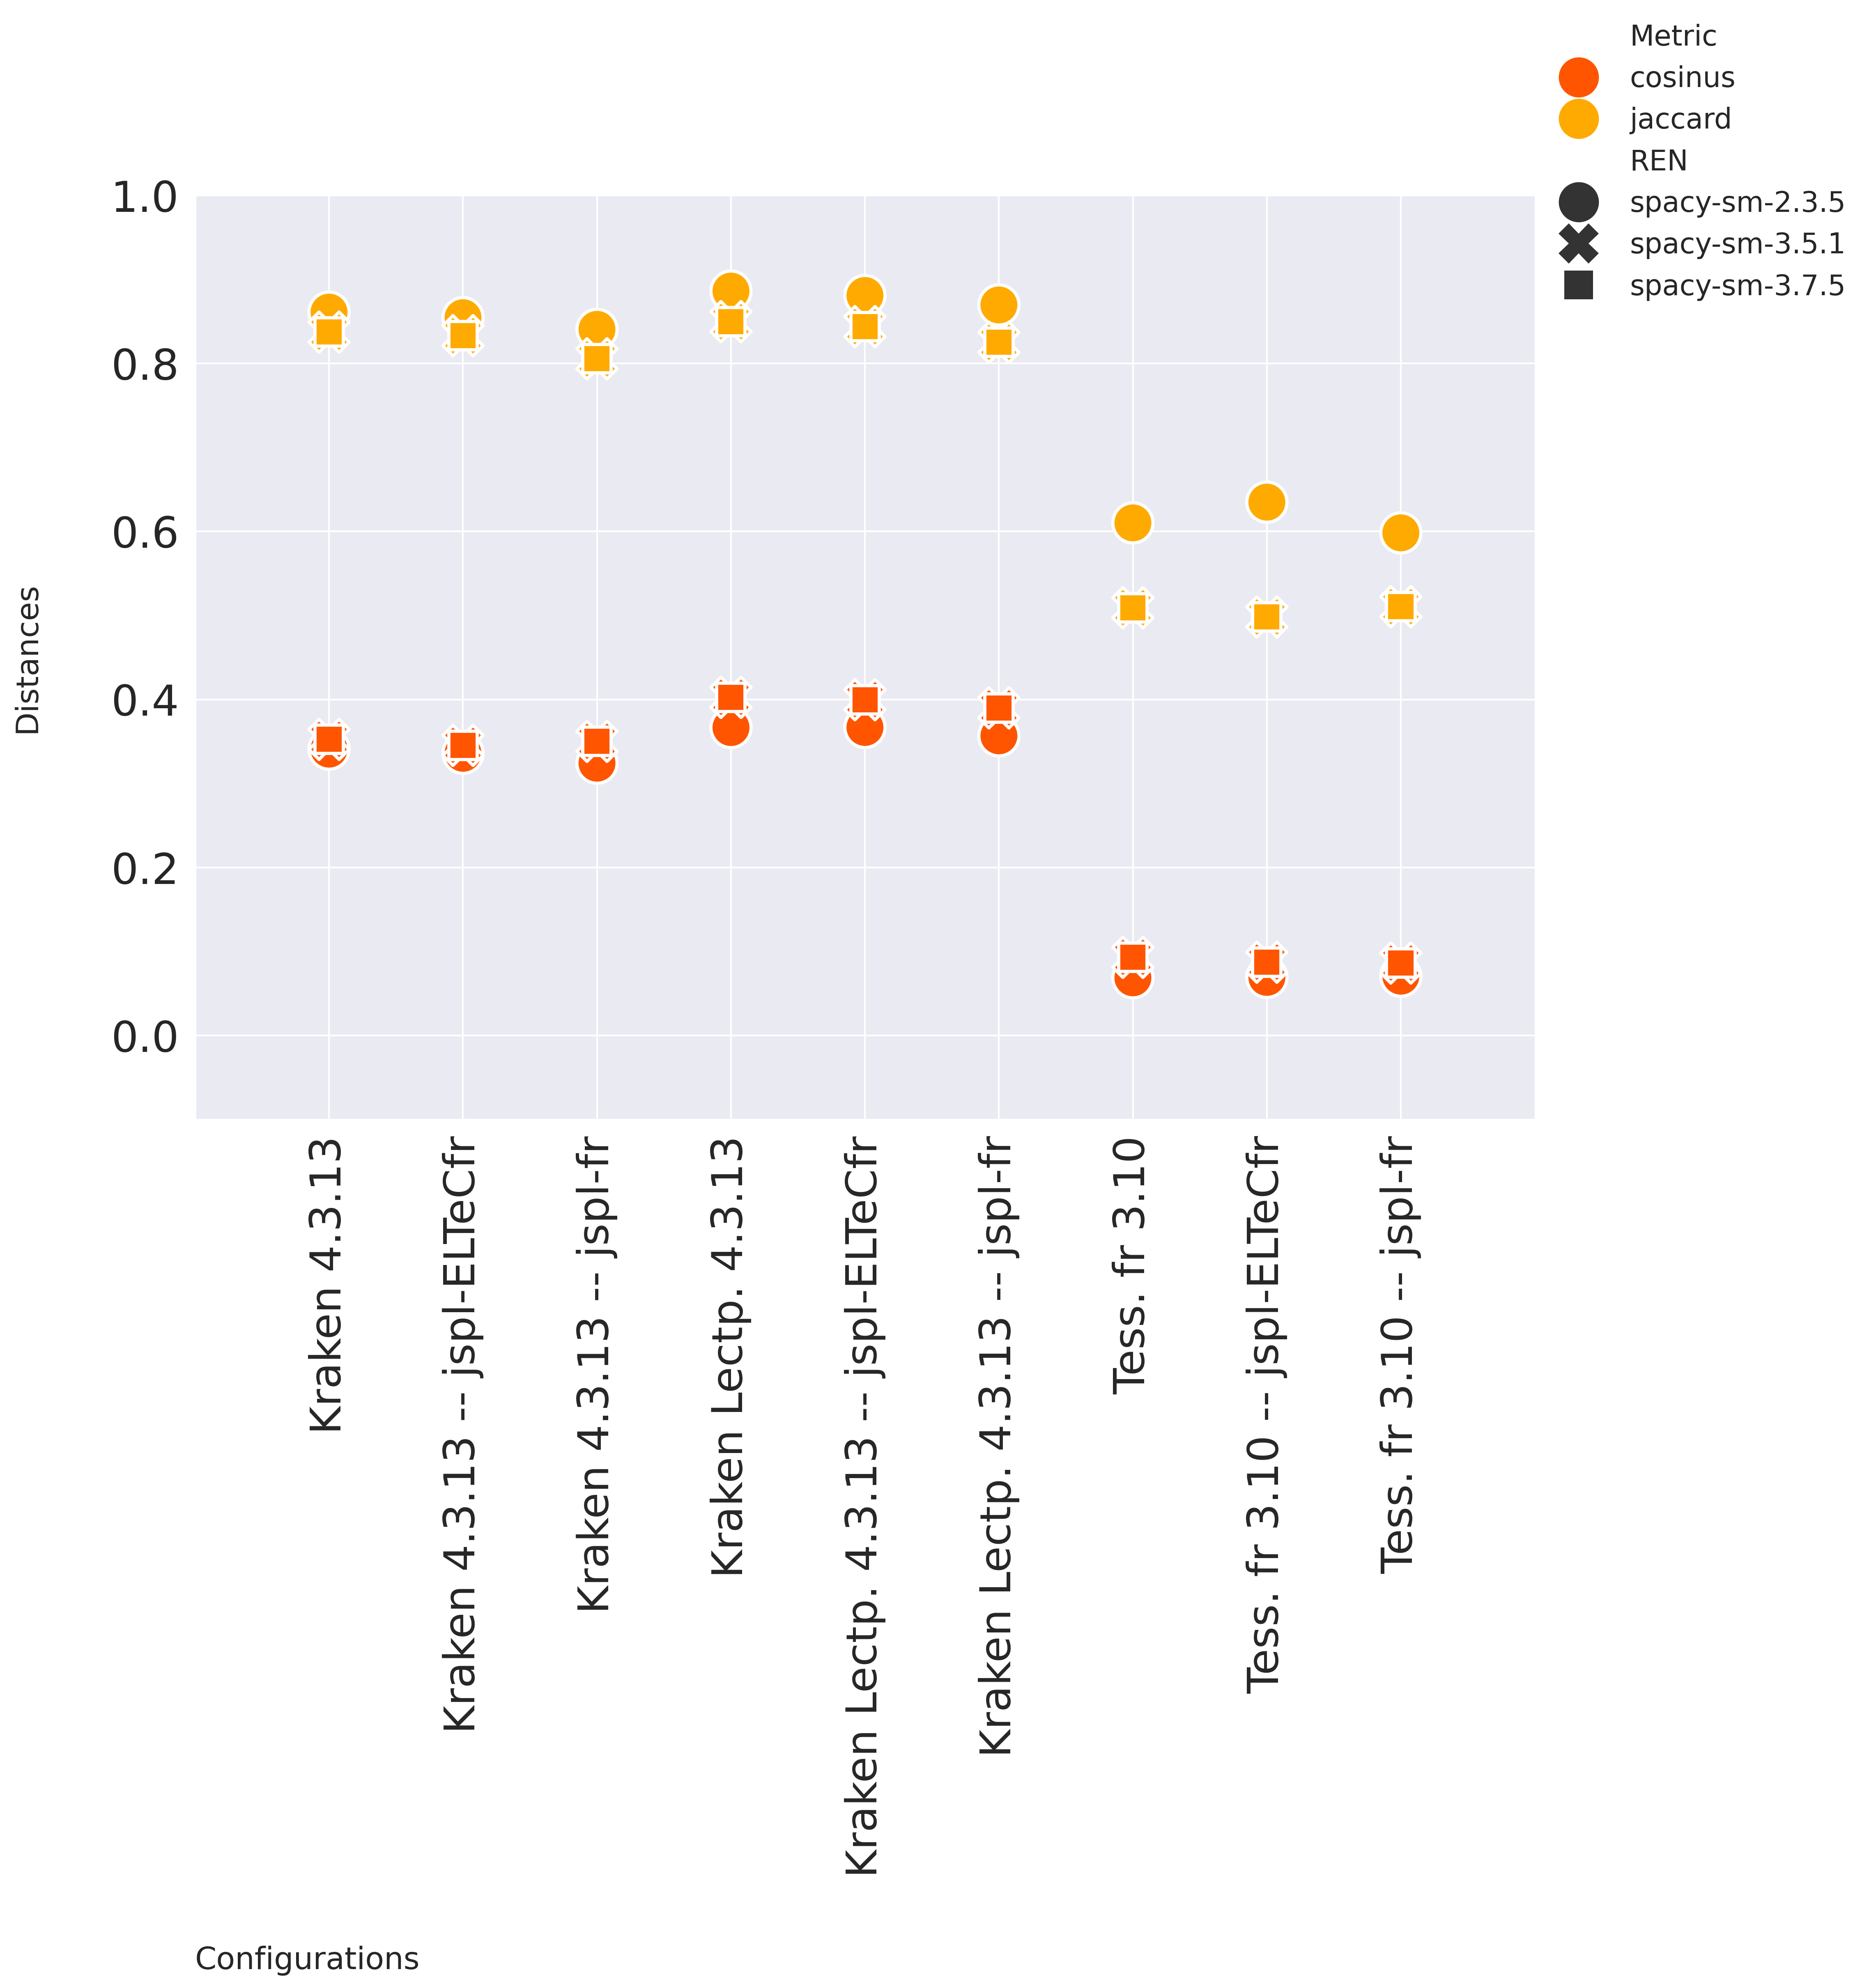 Metric
cosinus
jaccard
REN
spacy-sm-2.3.5
spacy-sm-3.5.1
spacy-sm-3.7.5
1.0
0.8
0.6
0.4
0.2
0.0
Distances
Kraken 4.3.13
Kraken 4.3.13 -- jspl-ELTeCfr
Kraken 4.3.13 -- jspl-fr
Kraken Lectp. 4.3.13
Kraken Lectp. 4.3.13 -- jspl-ELTeCfr
Kraken Lectp. 4.3.13 -- jspl-fr
Tess. fr 3.10
Tess. fr 3.10 -- jspl-ELTeCfr
Tess. fr 3.10 -- jspl-fr
Configurations